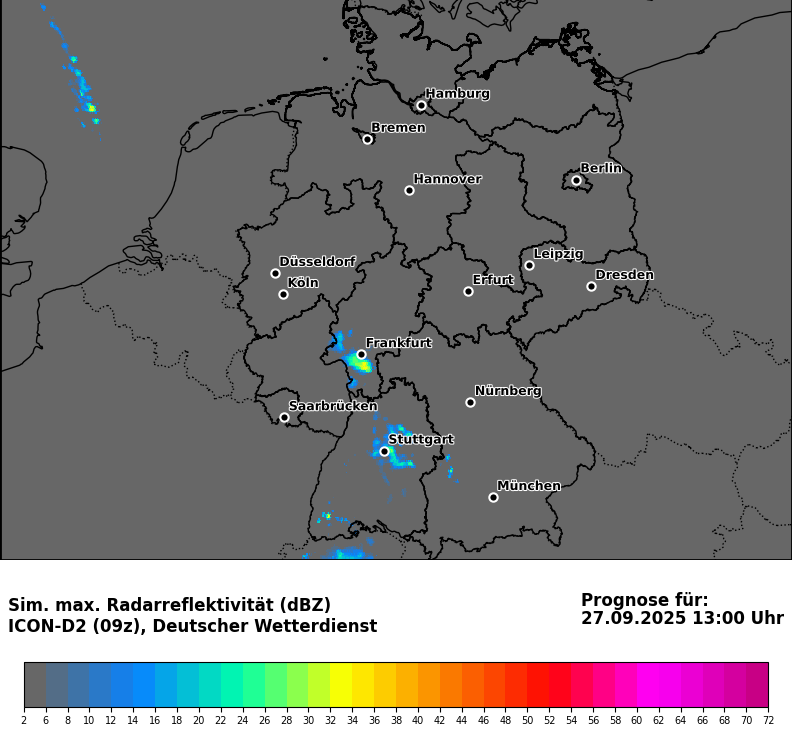 Hamburg
Bremen
Berlin
Hannover
Leipzig
Düsseldorf
Dresden
Köln
Erfurt
Frankfurt
Nürnberg
Saarbrücken
Stuttgart
München
Sim. max. Radarreflektivität (dBZ)
ICON-D2 (09z), Deutscher Wetterdienst
Prognose für:
27.09.2025 13:00 Uhr
2 6 8 10 12 14 16 18 20 22 24 26 28 30 32 34 36 38 40 42 44 46 48 50 52 54 56 58 60 62 64 66 68 70 72